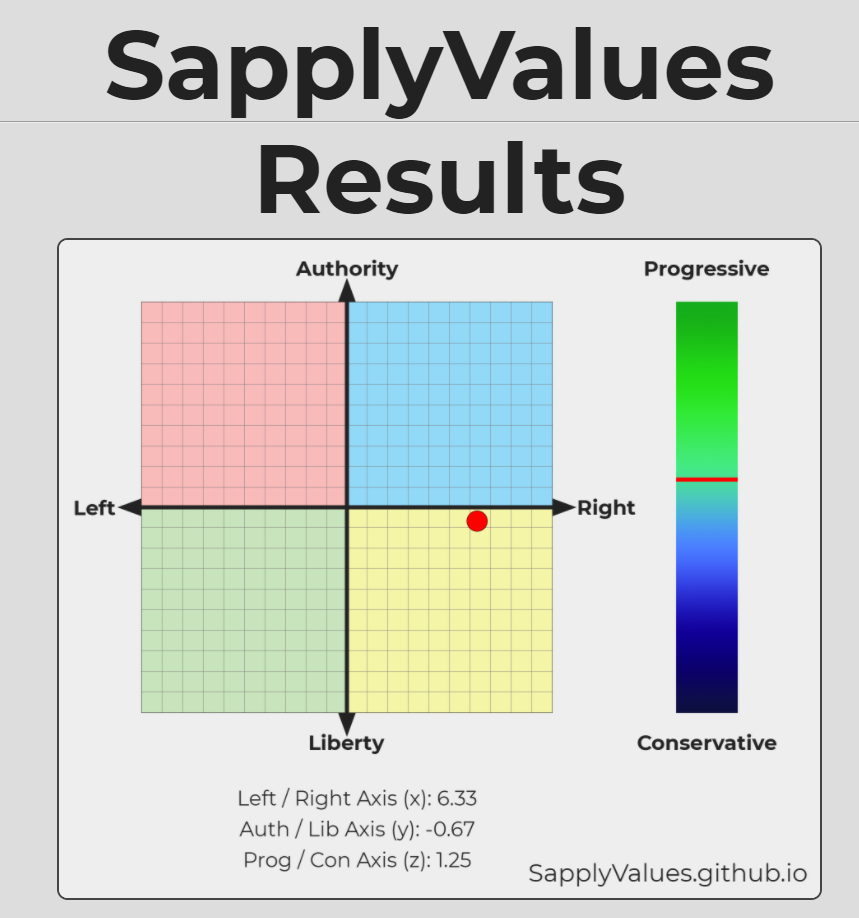 SapplyValues
Results
Authority
Progressive
Left
Right
Liberty
Conservative
Left / Right Axis (x): 6.33
Auth / Lib Axis (y): -0.67
Prog / Con Axis (z): 1.25
SapplyValues.github.io